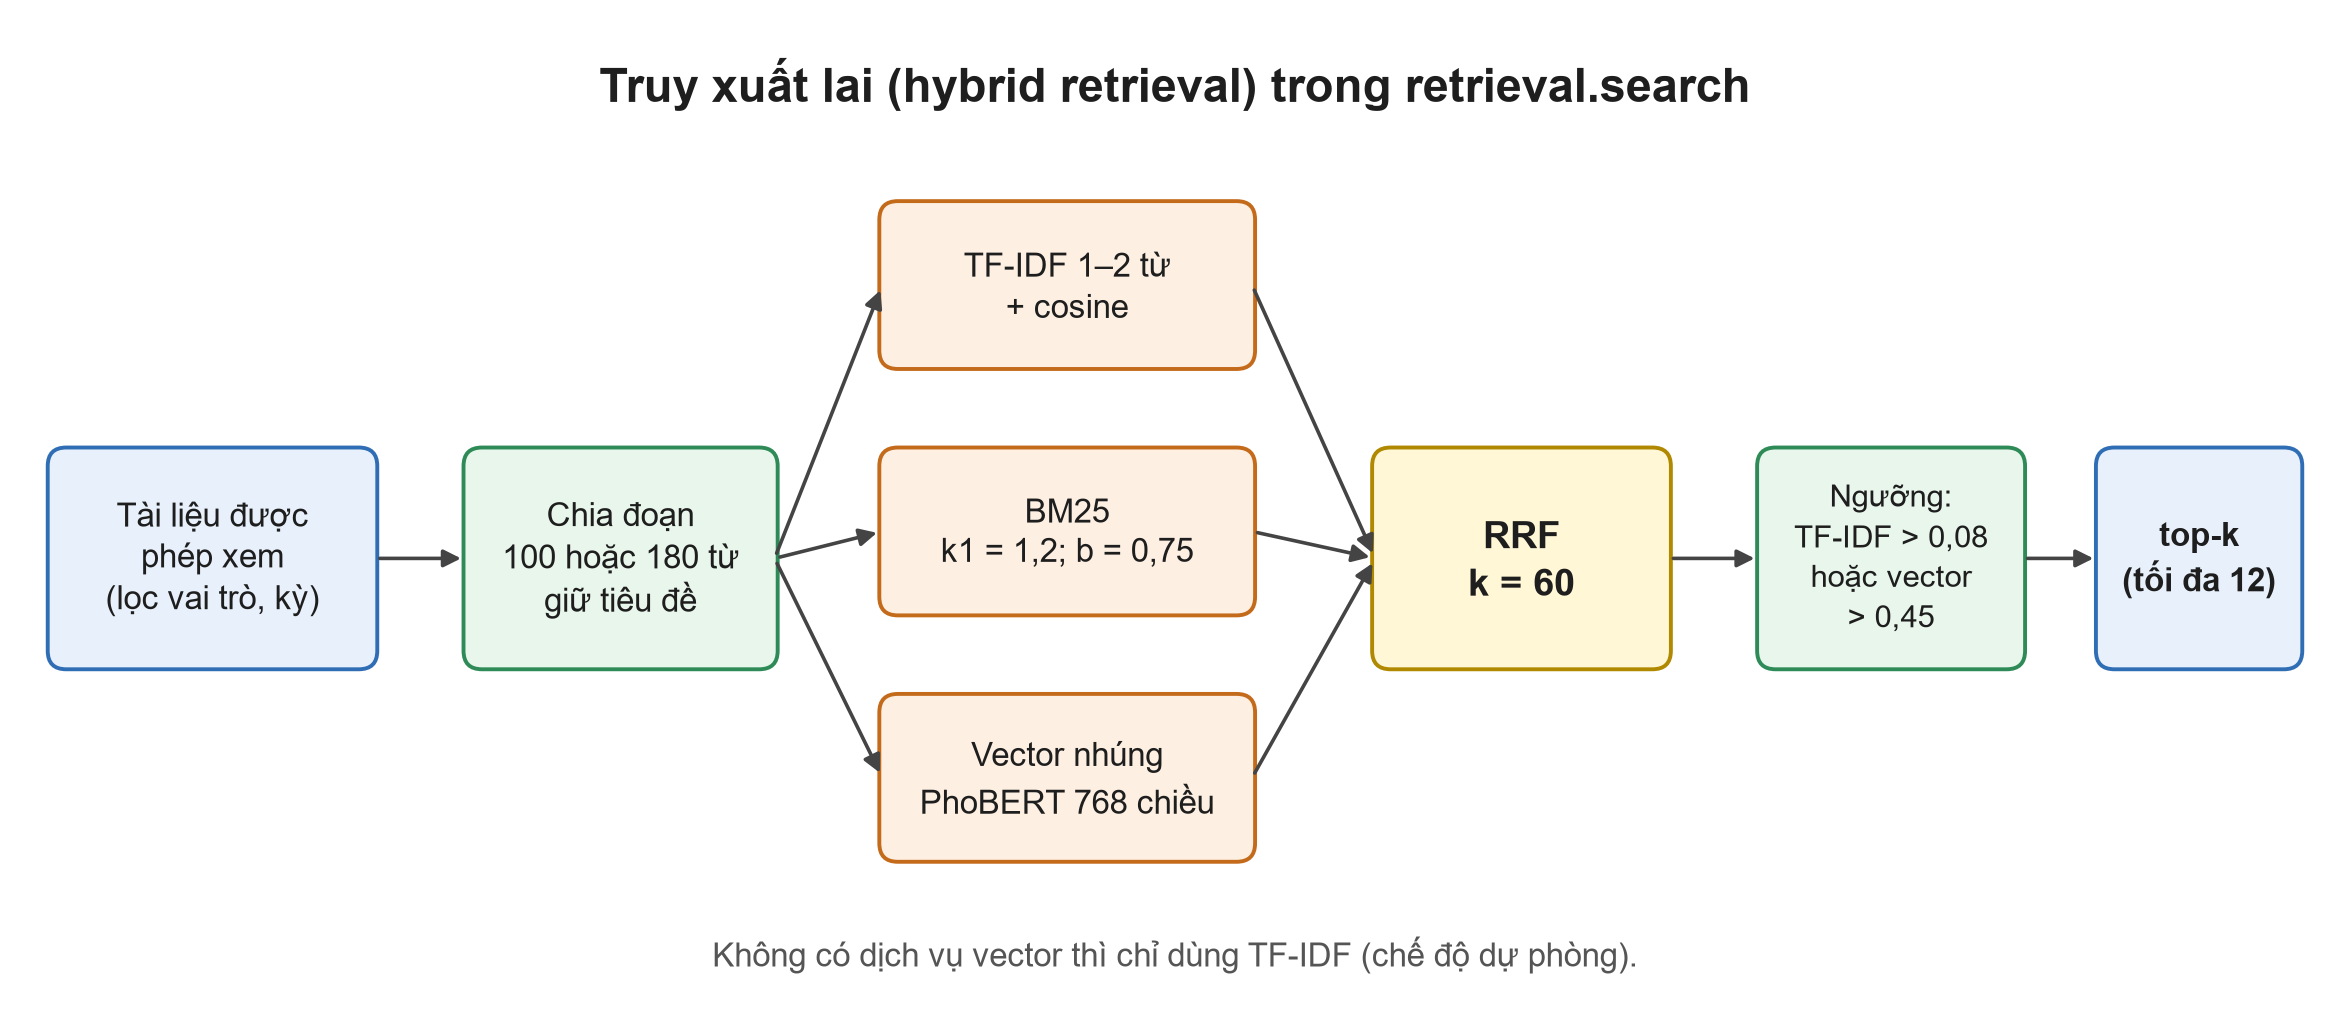 Truy xuất lai (hybrid retrieval) trong retrieval.search
Tài liệu được
phép xem
(lọc vai trò, kỳ)
Chia đoạn
100 hoặc 180 từ
giữ tiêu đề
TF-IDF 1–2 từ
+ cosine
BM25
k1 = 1,2; b = 0,75
Vector nhúng
PhoBERT 768 chiều
RRF
k = 60
Ngưỡng:
TF-IDF > 0,08
hoặc vector
> 0,45
top-k
(tối đa 12)
Không có dịch vụ vector thì chỉ dùng TF-IDF (chế độ dự phòng).